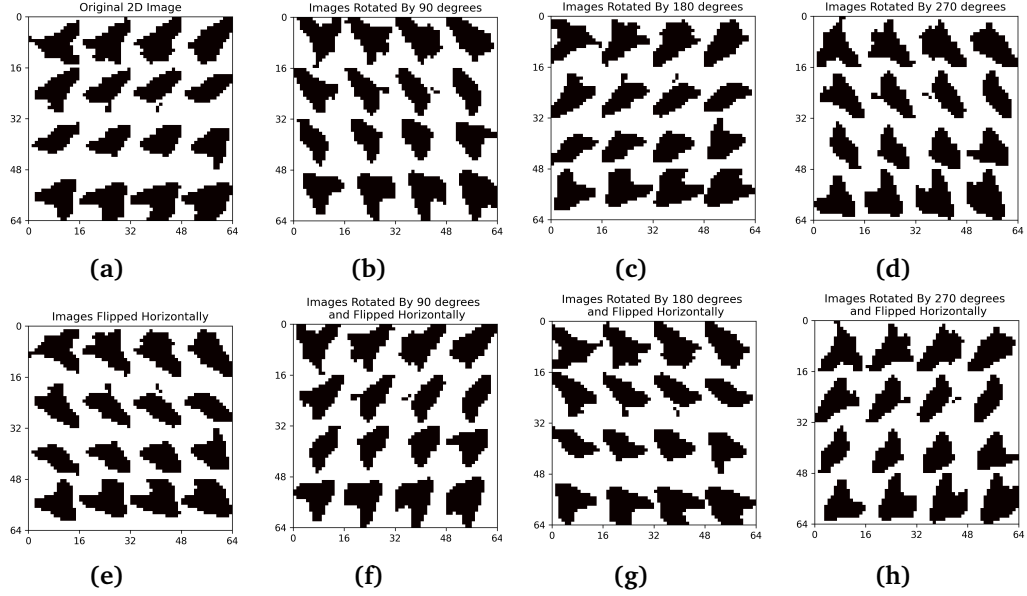 Original 2D Image
0
16
32
48
64
0 16 32 48 64
(a)
Images Rotated By 90 degrees
0
16
32
48
64
0 16 32 48 64
(b)
Images Rotated By 180 degrees
0
16
32
48
64
0 16 32 48 64
(c)
Images Rotated By 270 degrees
0
16
32
48
64
0 16 32 48 64
(d)
Images Flipped Horizontally
0
16
32
48
64
0 16 32 48 64
(e)
Images Rotated By 90 degrees
and Flipped Horizontally
0
16
32
48
64
0 16 32 48 64
(f)
Images Rotated By 180 degrees
and Flipped Horizontally
0
16
32
48
64
0 16 32 48 64
(g)
Images Rotated By 270 degrees
and Flipped Horizontally
0
16
32
48
64
0 16 32 48 64
(h)